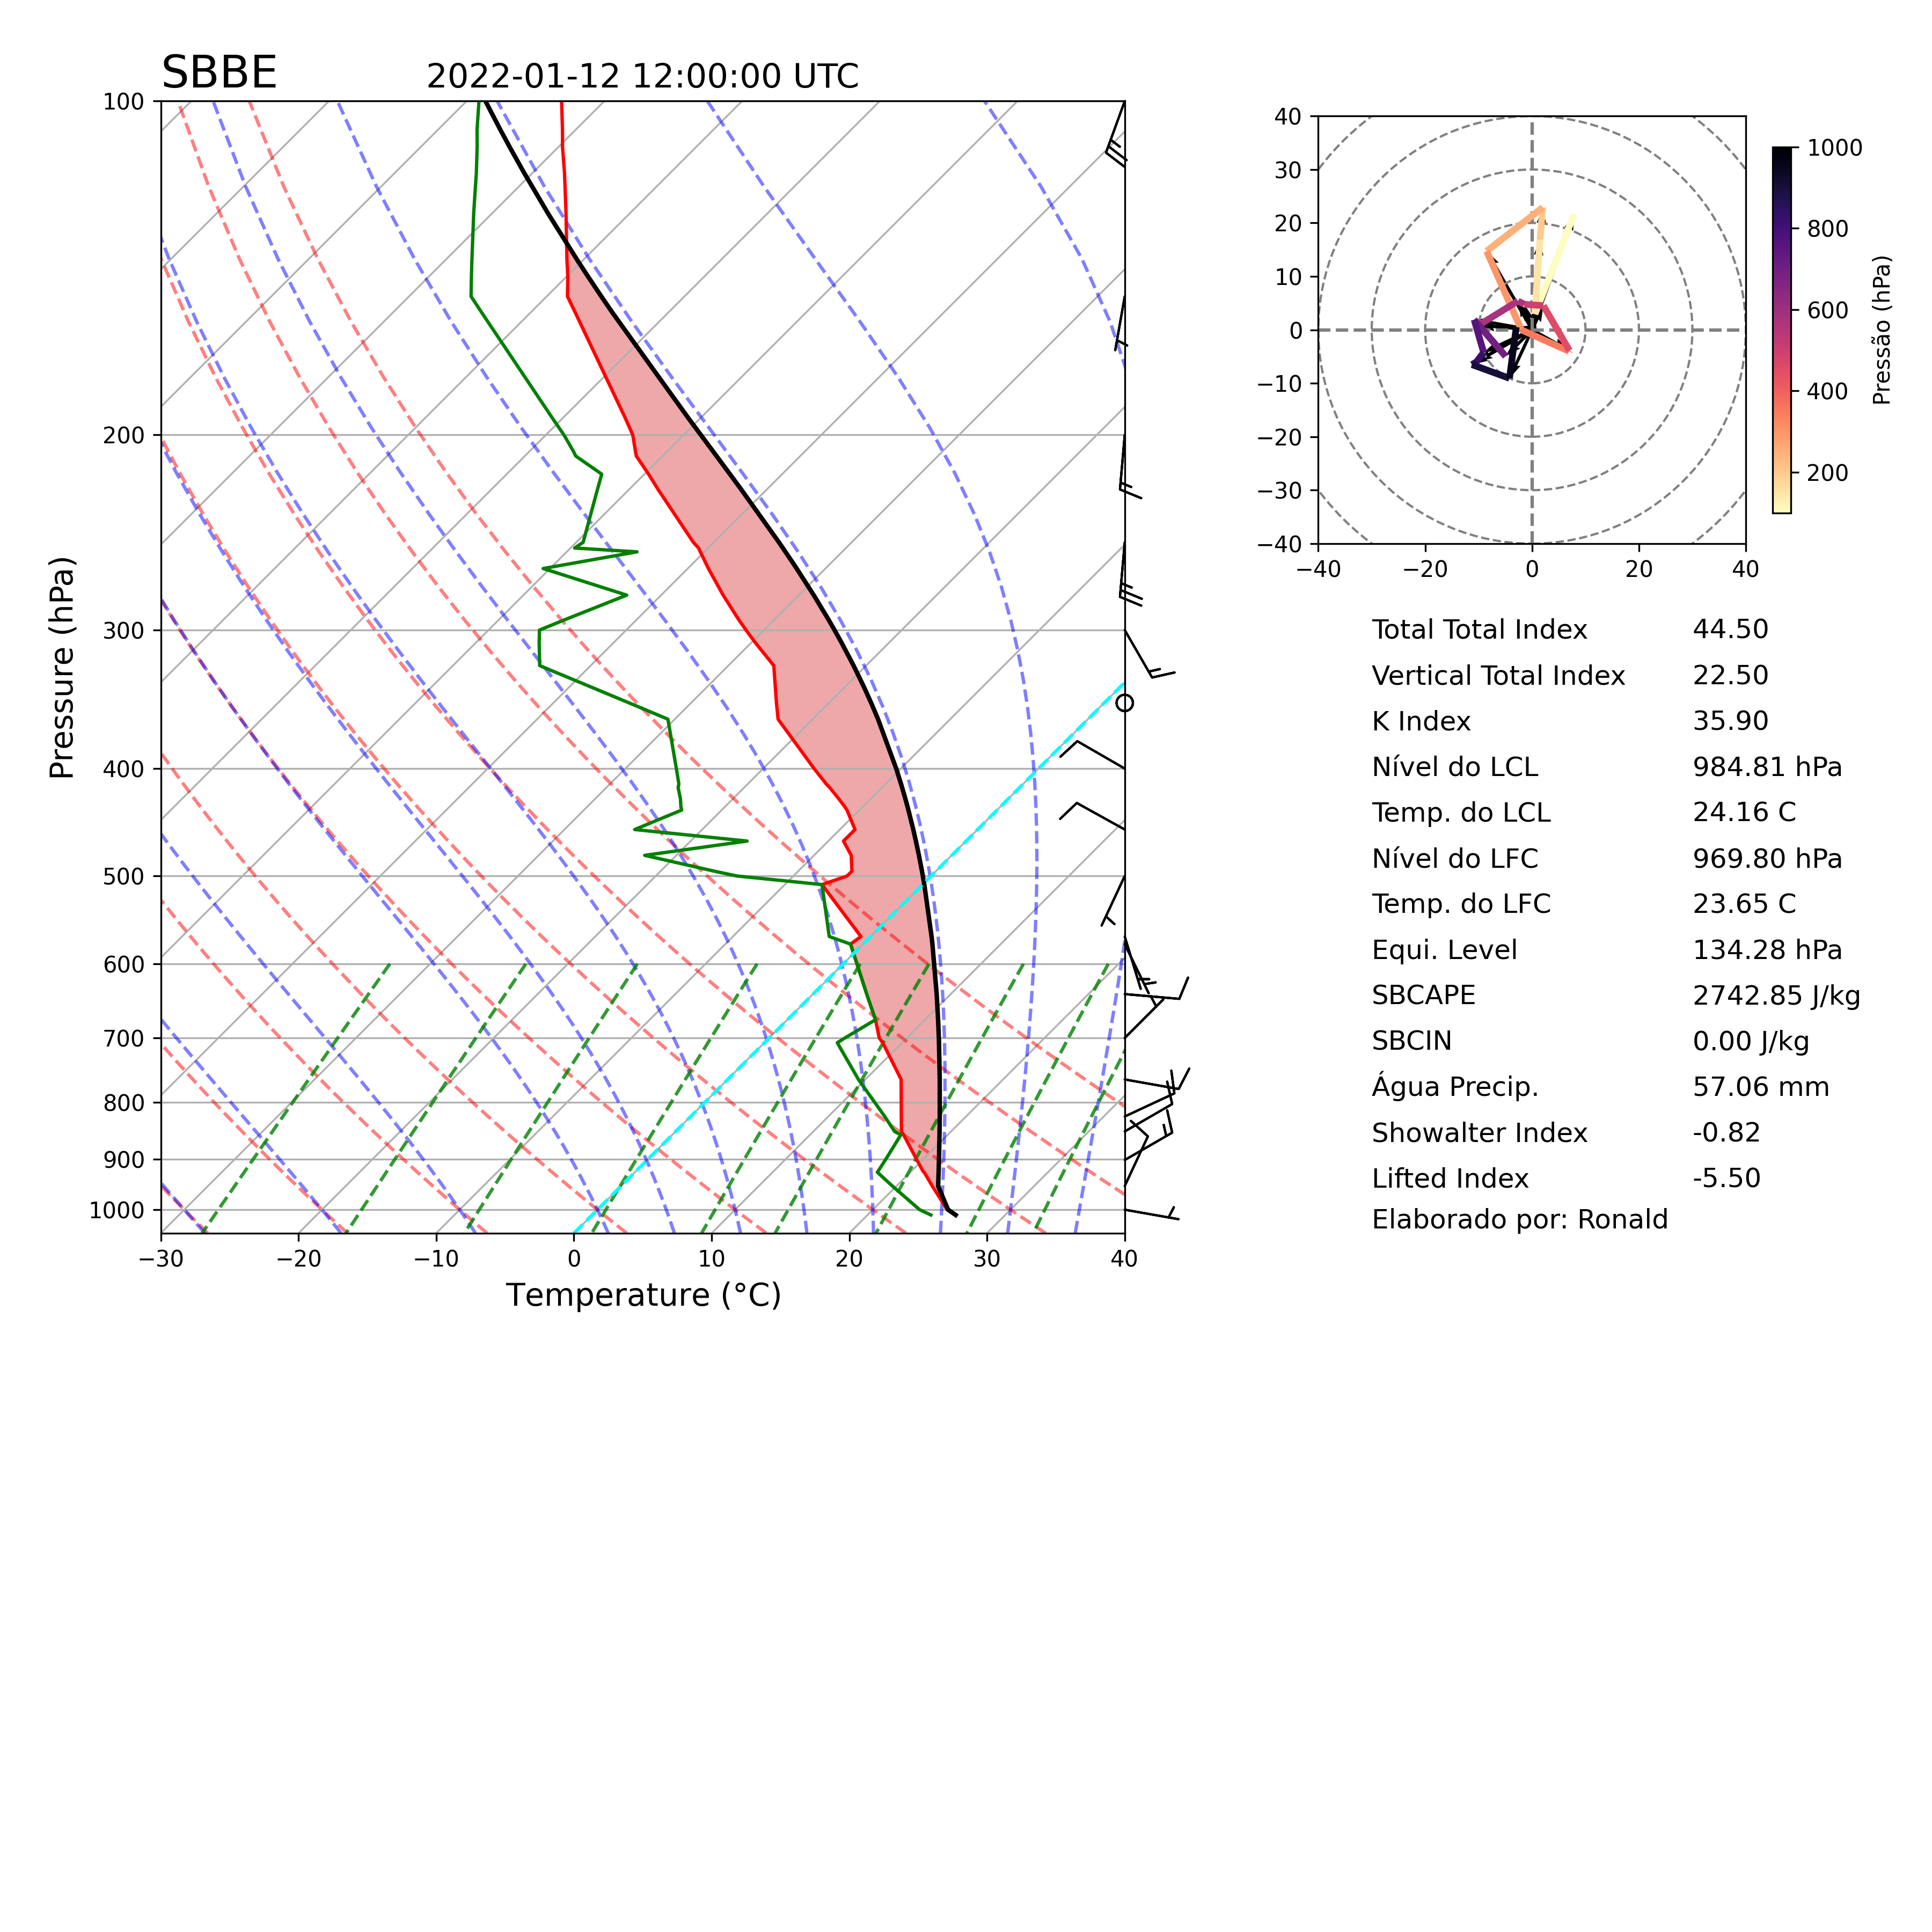 SBBE 2022-01-12 12:00:00 UTC
100
200
300
400
500
600
700
800
900
1000
Pressure (hPa)
−30 −20 −10 0 10 20 30 40
Temperature (°C)
40
30
20
10
0
−10
−20
−30
−40
−40 −20 0 20 40
1000
800
600
400
200
Pressão (hPa)
Total Total Index 44.50
Vertical Total Index 22.50
K Index 35.90
Nível do LCL 984.81 hPa
Temp. do LCL 24.16 C
Nível do LFC 969.80 hPa
Temp. do LFC 23.65 C
Equi. Level 134.28 hPa
SBCAPE 2742.85 J/kg
SBCIN 0.00 J/kg
Água Precip. 57.06 mm
Showalter Index -0.82
Lifted Index -5.50
Elaborado por: Ronald